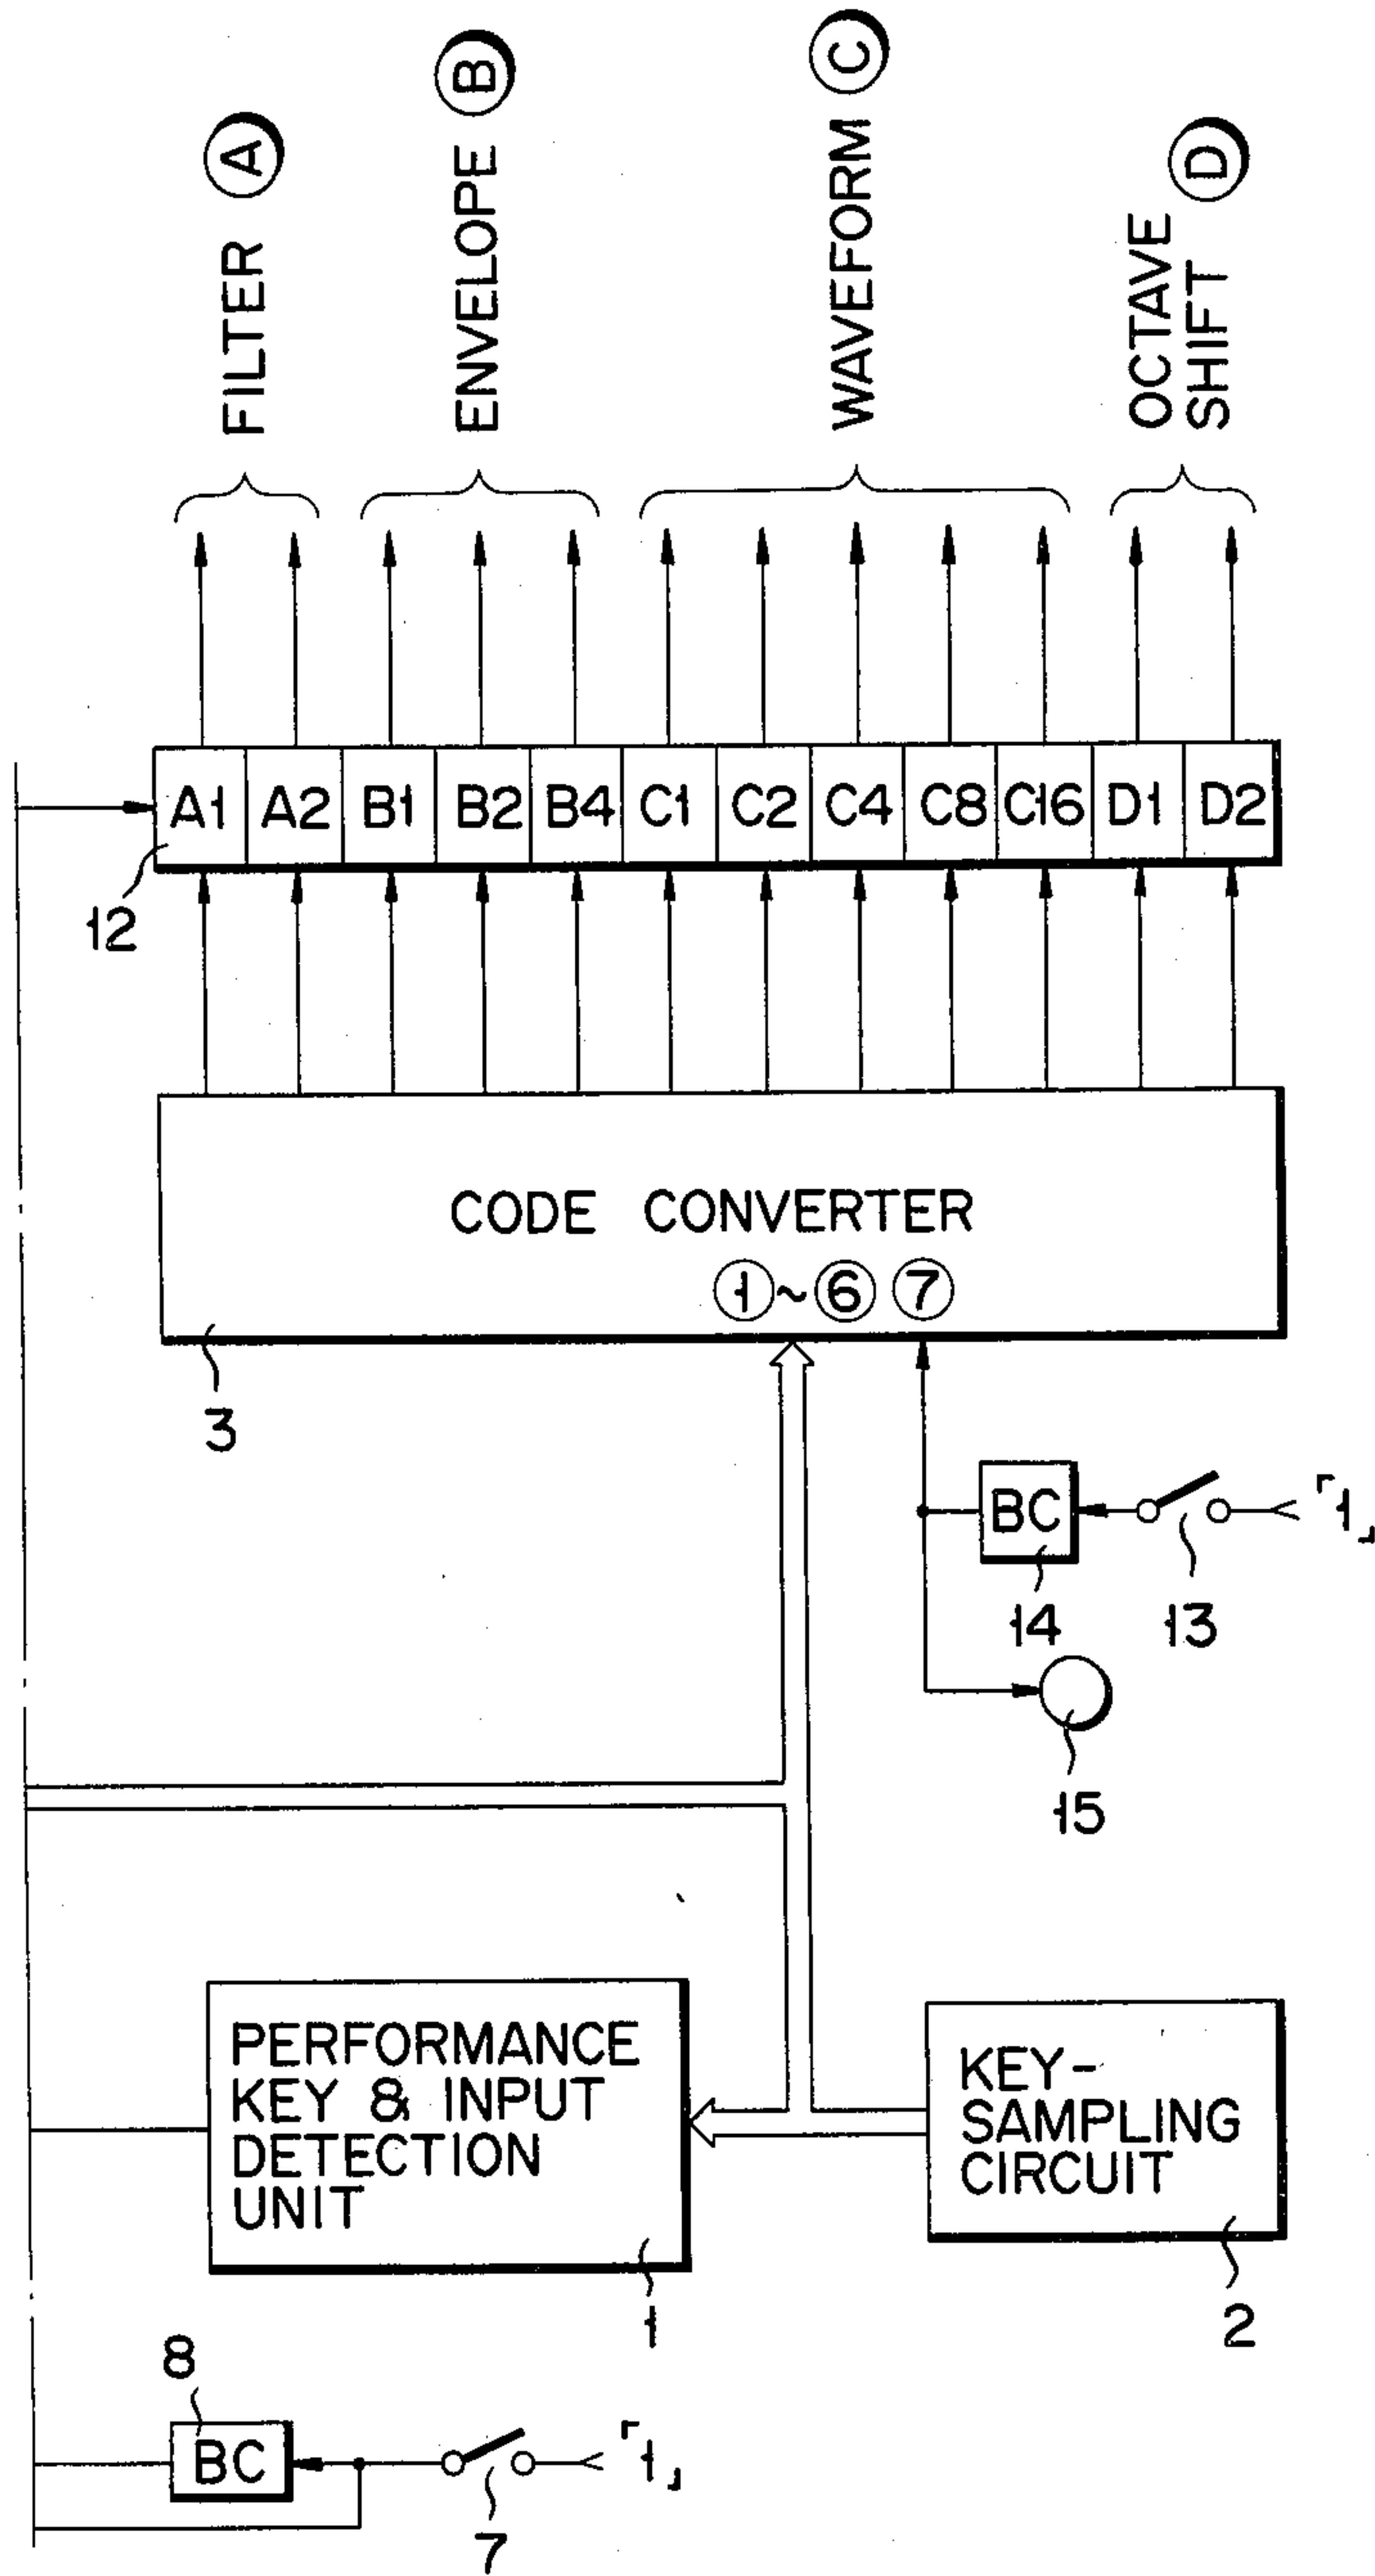 FILTER Ⓐ
ENVELOPE Ⓑ
WAVEFORM Ⓒ
OCTAVE
SHIFT Ⓓ
A1 A2 B1 B2 B4 C1 C2 C4 C8 C16 D1 D2
12
CODE CONVERTER
①~⑥ ⑦
3
BC
14
13
「1」
15
PERFORMANCE
KEY & INPUT
DETECTION
UNIT
1
KEY-
SAMPLING
CIRCUIT
2
8
BC
7
「1」